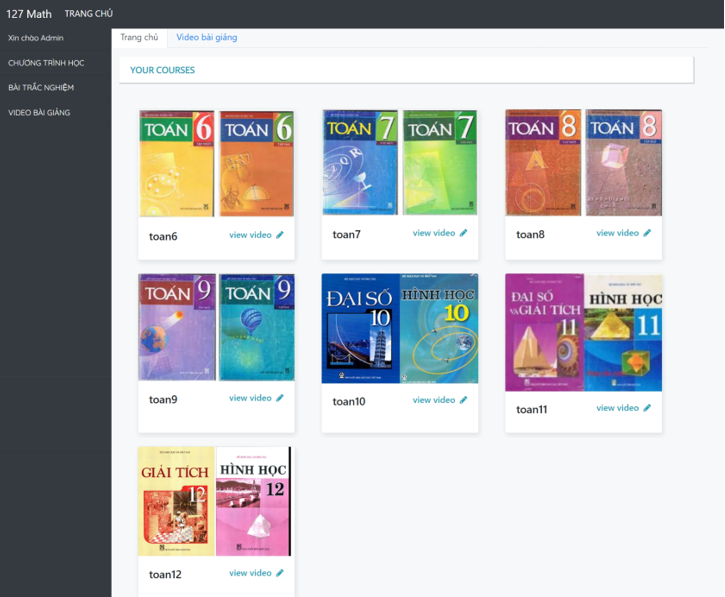 127 Math TRANG CHỦ
Xin chào Admin
CHƯƠNG TRÌNH HỌC
BÀI TRẮC NGHIỆM
VIDEO BÀI GIẢNG
Trang chủ Video bài giảng
YOUR COURSES
TOÁN 6
TOÁN 6
toan6 view video
TOÁN 7
TOÁN 7
toan7 view video
TOÁN 8
TOÁN 8
toan8 view video
TOÁN 9
TOÁN 9
toan9 view video
ĐẠI SỐ
10
HÌNH HỌC
10
toan10 view video
ĐẠI SỐ
VÀ GIẢI TÍCH
11
HÌNH HỌC
11
toan11 view video
GIẢI TÍCH
12
HÌNH HỌC
12
toan12 view video